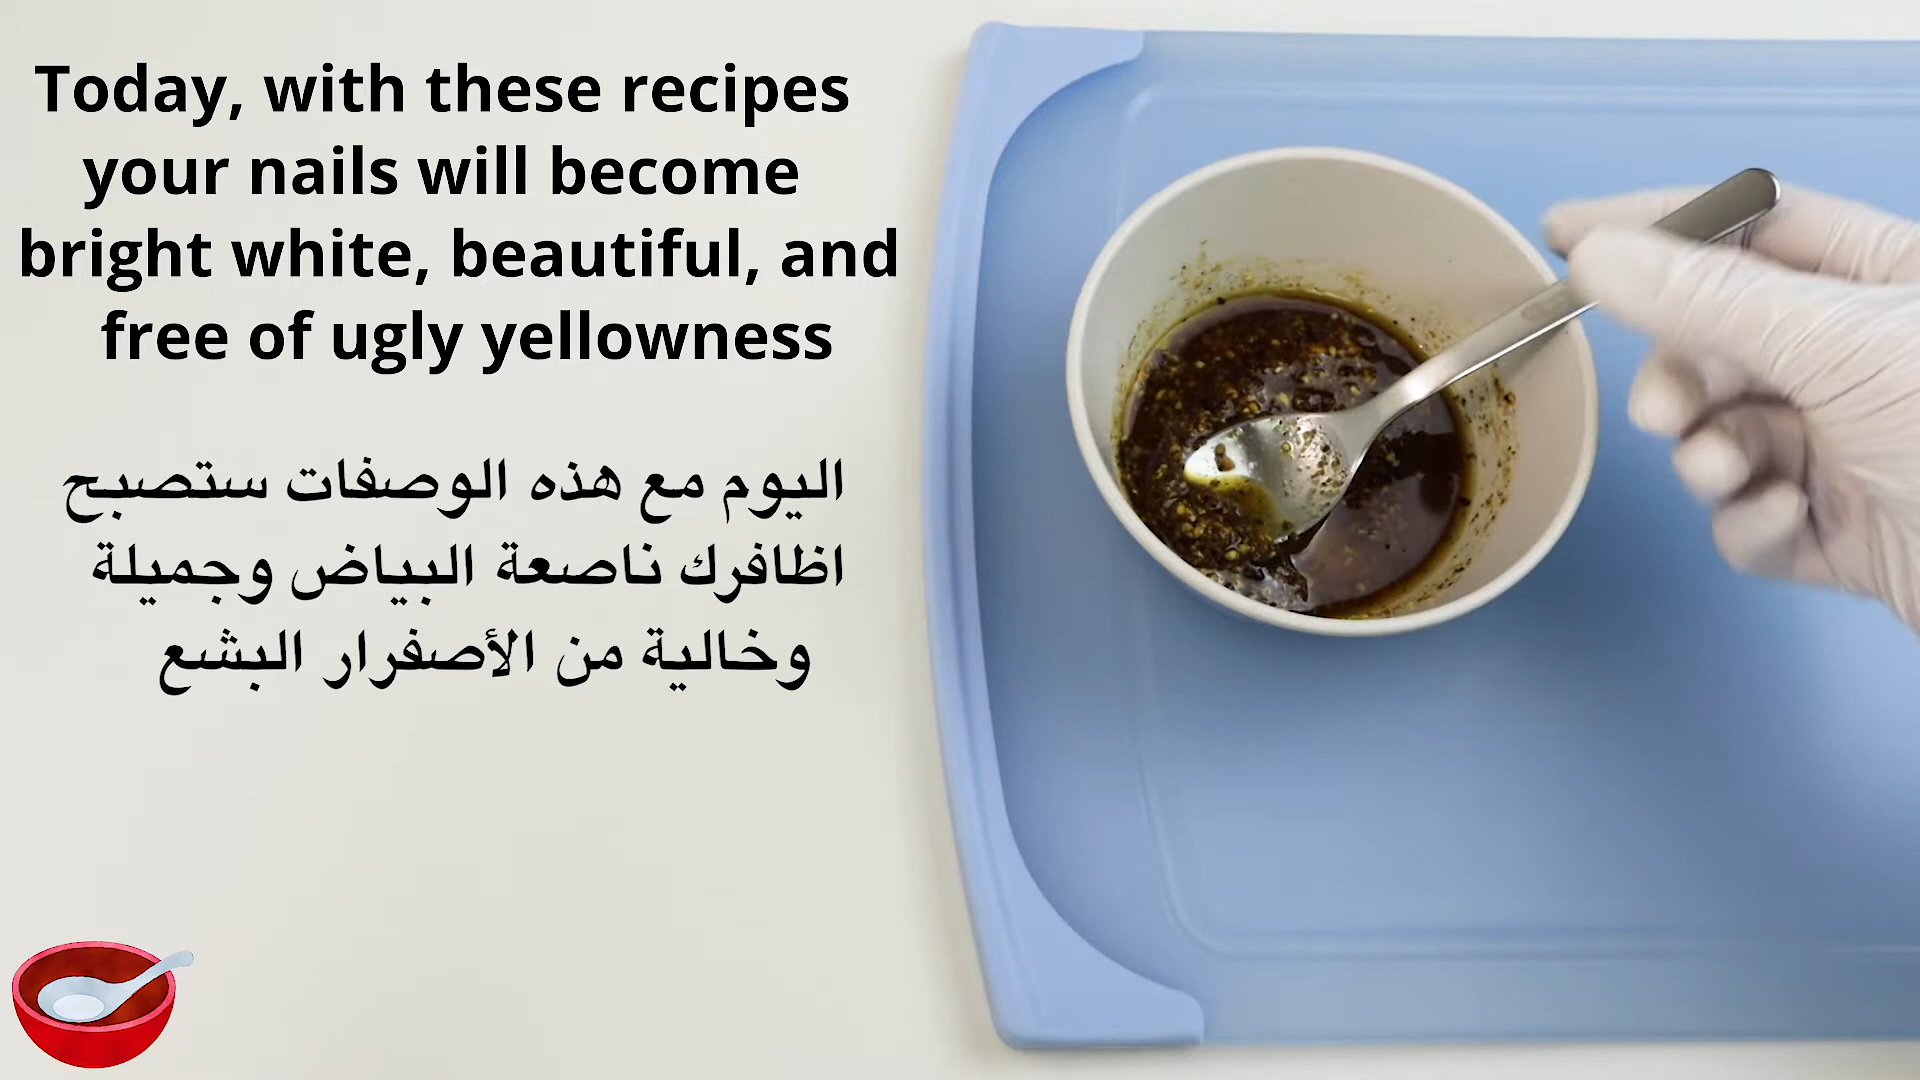 Today, with these recipes
your nails will become
bright white, beautiful, and
free of ugly yellowness
اليوم مع هذه الوصفات ستصبح
اظافرك ناصعة البياض وجميلة
وخالية من الأصفرار البشع